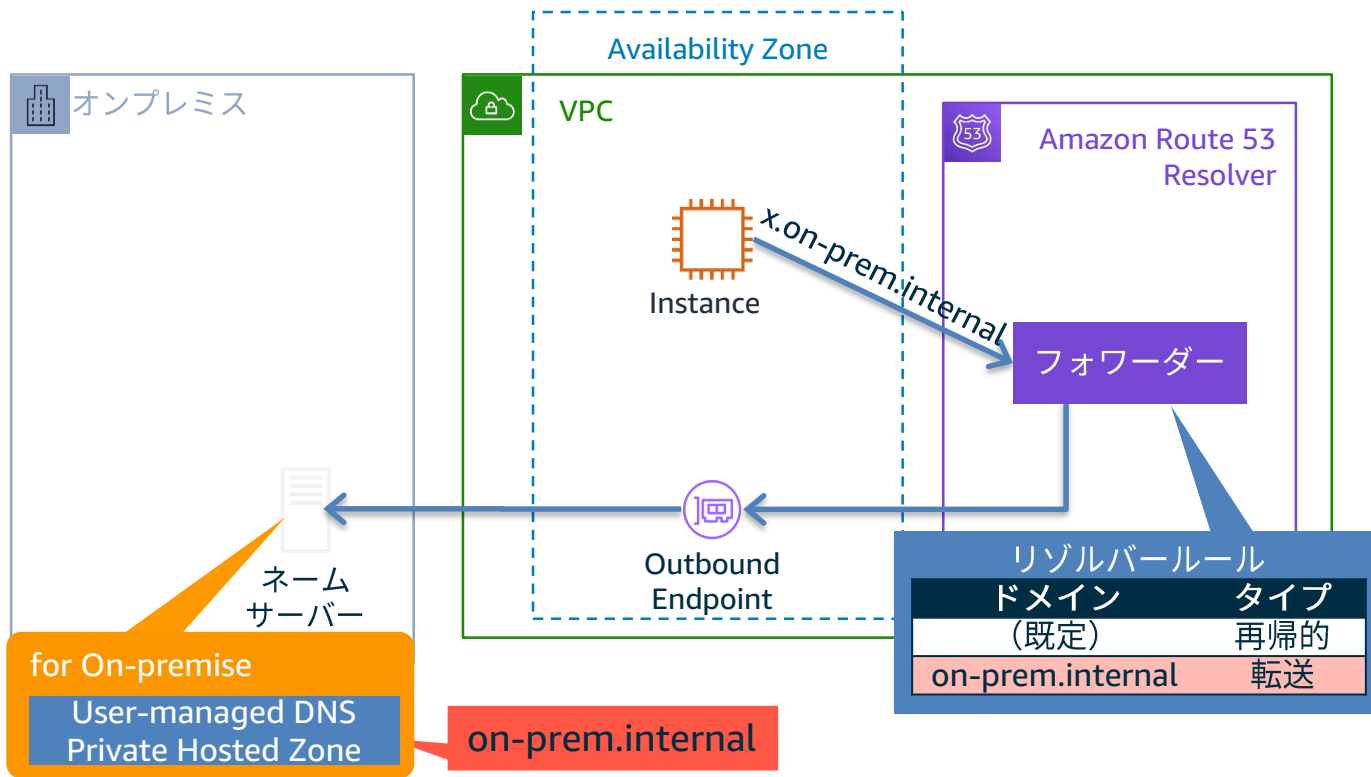 Availability Zone
オンプレミス
VPC
53
Amazon Route 53
Resolver
x.on-prem.internal
Instance
フォワーダー
Outbound
Endpoint
ネーム
サーバー
リゾルバールール
ドメイン タイプ
（既定） 再帰的
on-prem.internal 転送
for On-premise
User-managed DNS
Private Hosted Zone
on-prem.internal